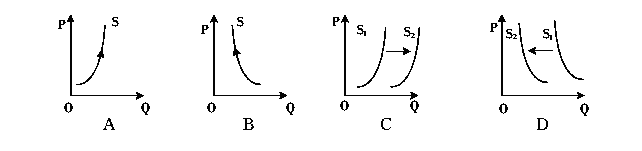 P S
O Q
A
P S
O Q
B
P S₁ S₂
O Q
C
P S₂ S₁
O Q
D